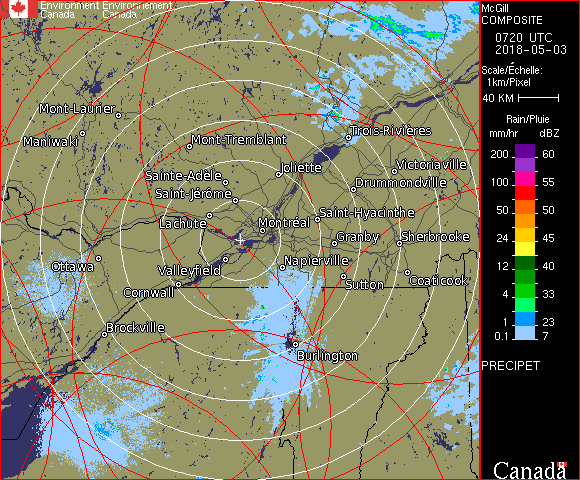 Environment Environnement
Canada Canada
McGill
COMPOSITE
0720 UTC
2018-05-03
Scale/Échelle:
1km/Pixel
40 KM
Rain/Pluie
mm/hr dBZ
200 60
150 57
100 55
50 50
24 45
12 40
4 33
1 23
0.1 7
PRECIPET
Canada
Mont-Laurier
Maniwaki
Mont-Tremblant
Trois-Rivières
Joliette
Victoriaville
Sainte-Adèle
Drummondville
Saint-Jérôme
Saint-Hyacinthe
Lachute
Montréal
Granby
Sherbrooke
Ottawa
Valleyfield
Napierville
Cornwall
Sutton
Coaticook
Brockville
Burlington